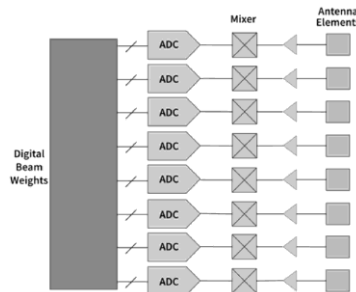 Antenna
Mixer
Element
ADC
ADC
ADC
ADC
Digital
Beam
Weights
ADC
ADC
ADC
ADC